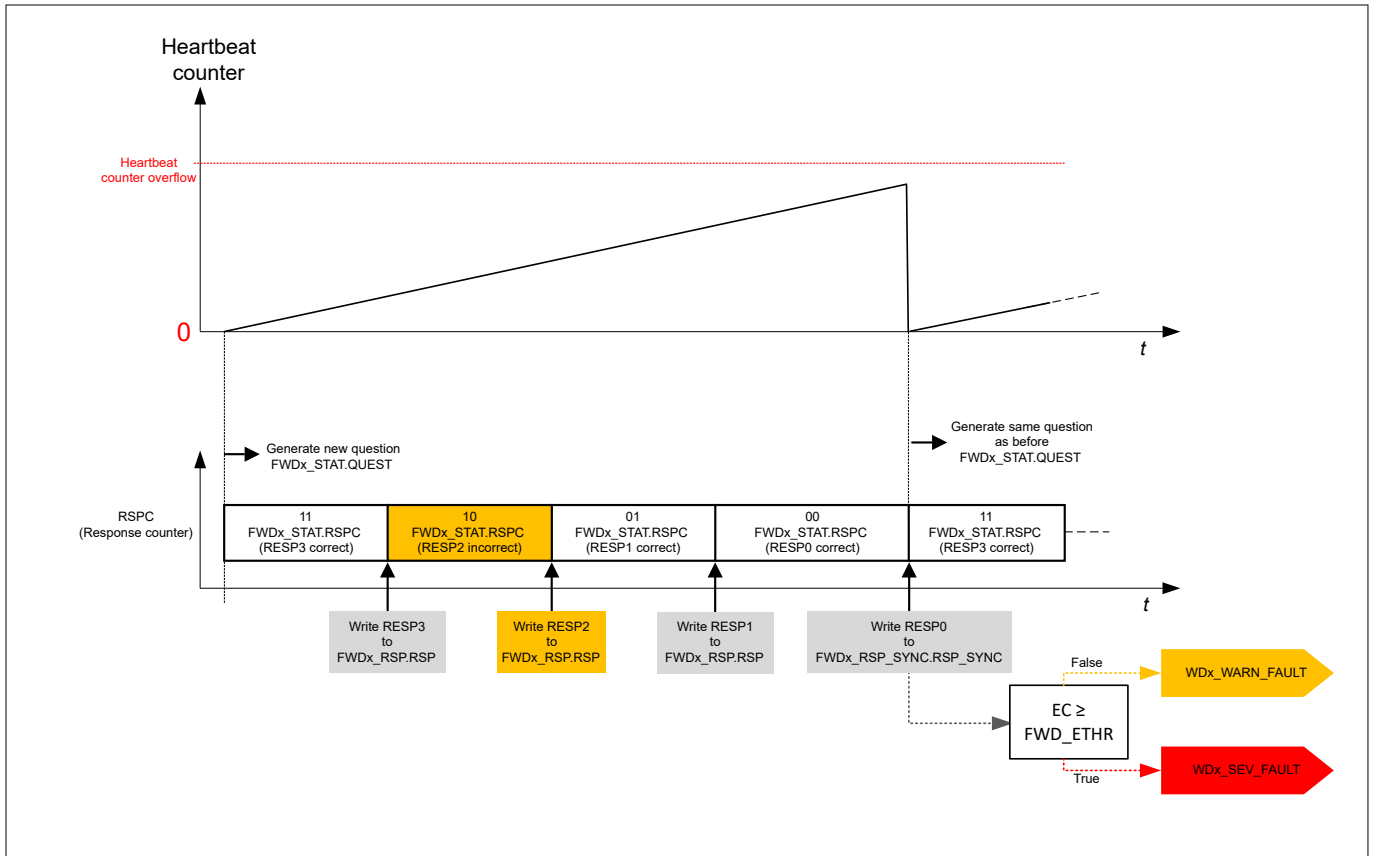 Heartbeat
counter
Heartbeat
counter overflow
0
t
Generate new question
FWDx_STAT.QUEST
Generate same question
as before
FWDx_STAT.QUEST
RSPC
(Response counter)
11
FWDx_STAT.RSPC
(RESP3 correct)
10
FWDx_STAT.RSPC
(RESP2 incorrect)
01
FWDx_STAT.RSPC
(RESP1 correct)
00
FWDx_STAT.RSPC
(RESP0 correct)
11
FWDx_STAT.RSPC
(RESP3 correct)
t
Write RESP3
to
FWDx_RSP.RSP
Write RESP2
to
FWDx_RSP.RSP
Write RESP1
to
FWDx_RSP.RSP
Write RESP0
to
FWDx_RSP_SYNC.RSP_SYNC
False
WDx_WARN_FAULT
EC ≥
FWD_ETHR
True
WDx_SEV_FAULT